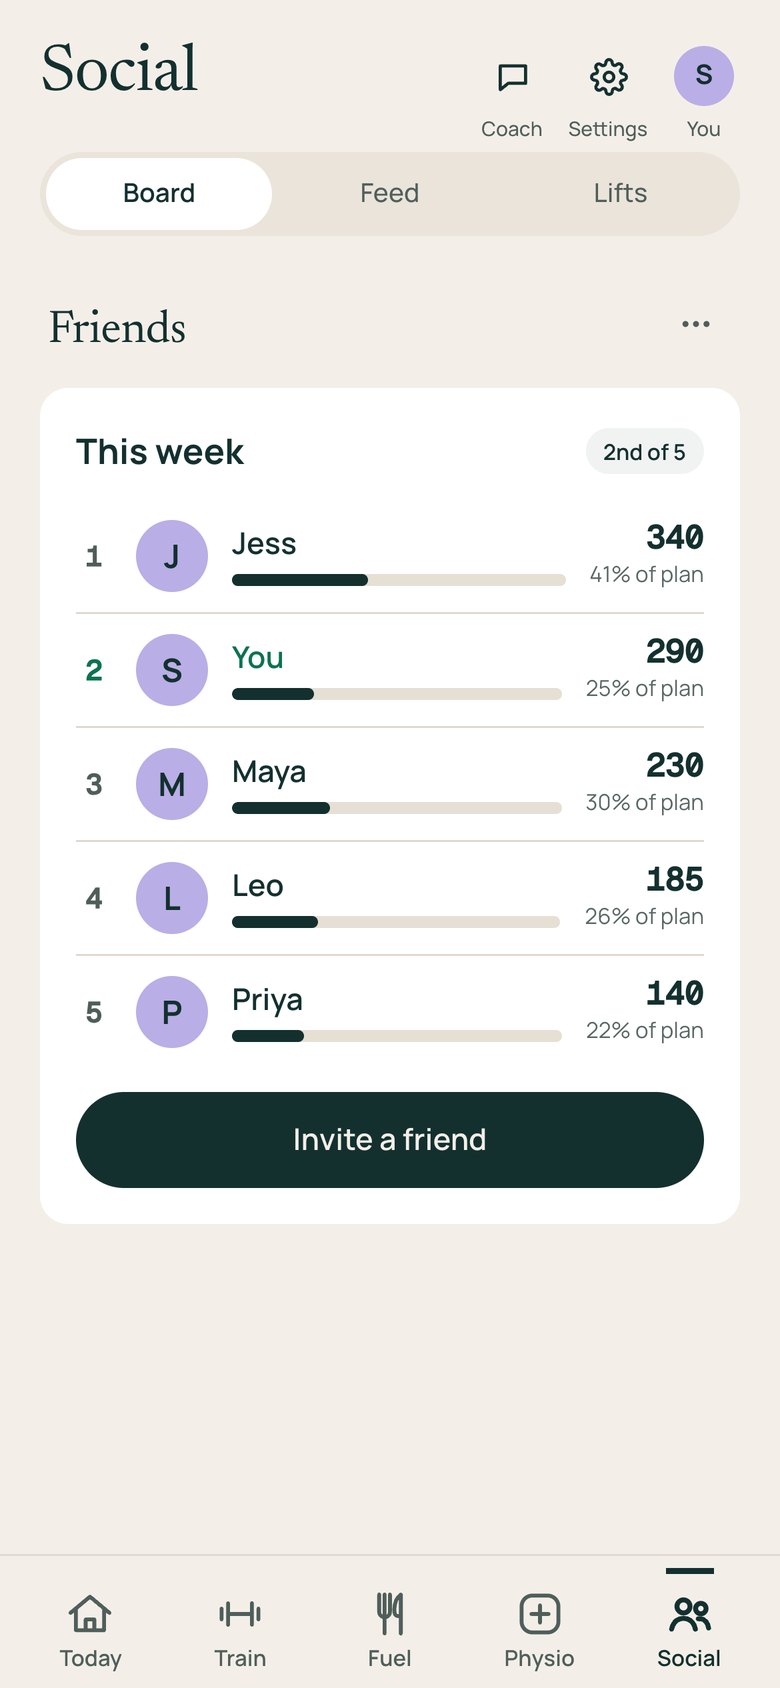 Social
S
Coach
Settings
You
Board
Feed
Lifts
Friends
This week
2nd of 5
1
J
Jess
340
41% of plan
2
S
You
290
25% of plan
3
M
Maya
230
30% of plan
4
L
Leo
185
26% of plan
5
P
Priya
140
22% of plan
Invite a friend
Today
Train
Fuel
Physio
Social